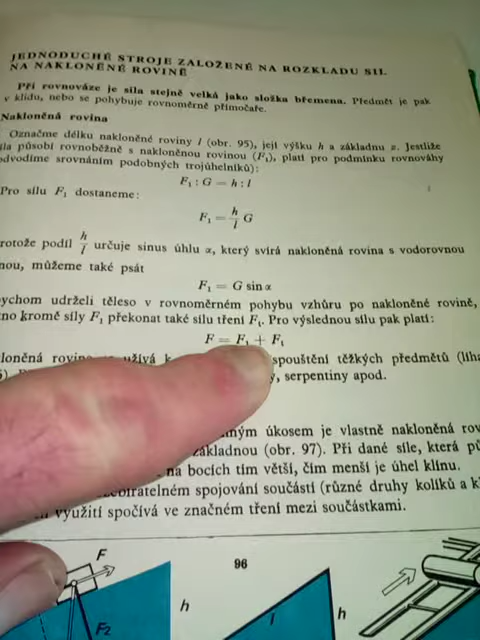 JEDNODUCHÉ STROJE ZALOŽENÉ NA ROZKLADU SIL
NA NAKLONĚNÉ ROVINĚ
Při rovnováze je síla stejně velká jako složka břemena. Předmět je pak
v klidu, nebo se pohybuje rovnoměrně přímočaře.
Nakloněná rovina
Označme délku nakloněné roviny l (obr. 95), její výšku h a základnu z. Jestliže
síla působí rovnoběžně s nakloněnou rovinou (F₁), platí pro podmínku rovnováhy
odvodíme srovnáním podobných trojúhelníků):
F₁ : G = h : l
Pro sílu F₁ dostaneme:
F₁ = h/l G
rotože podíl h/l určuje sinus úhlu α, který svírá nakloněná rovina s vodorovnou
nou, můžeme také psát
F₁ = G sin α
ychom udrželi těleso v rovnoměrném pohybu vzhůru po nakloněné rovině,
no kromě síly F₁ překonat také sílu tření Fₜ. Pro výslednou sílu pak platí:
F = F₁ + Fₜ
loněná rovi užívá k spouštění těžkých předmětů (líha
, serpentiny apod.
ným úkosem je vlastně nakloněná rov
základnou (obr. 97). Při dané síle, která pů
na bocích tím větší, čím menší je úhel klínu.
ebíratelném spojování součástí (různé druhy kolíků a k
využití spočívá ve značném tření mezi součástkami.
96
F
F₂
h
l
h